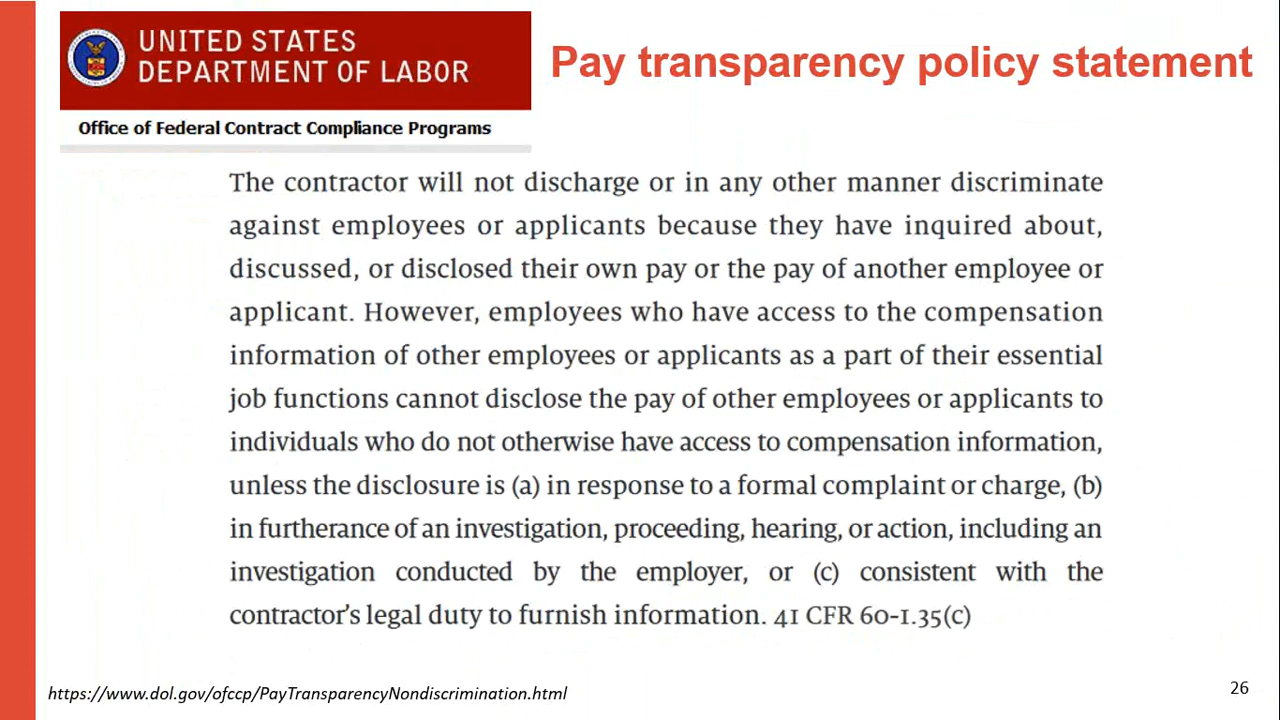 UNITED STATES
DEPARTMENT OF LABOR
Office of Federal Contract Compliance Programs
Pay transparency policy statement
The contractor will not discharge or in any other manner discriminate
against employees or applicants because they have inquired about,
discussed, or disclosed their own pay or the pay of another employee or
applicant. However, employees who have access to the compensation
information of other employees or applicants as a part of their essential
job functions cannot disclose the pay of other employees or applicants to
individuals who do not otherwise have access to compensation information,
unless the disclosure is (a) in response to a formal complaint or charge, (b)
in furtherance of an investigation, proceeding, hearing, or action, including an
investigation conducted by the employer, or (c) consistent with the
contractor's legal duty to furnish information. 41 CFR 60-1.35(c)
https://www.dol.gov/ofccp/PayTransparencyNondiscrimination.html
26